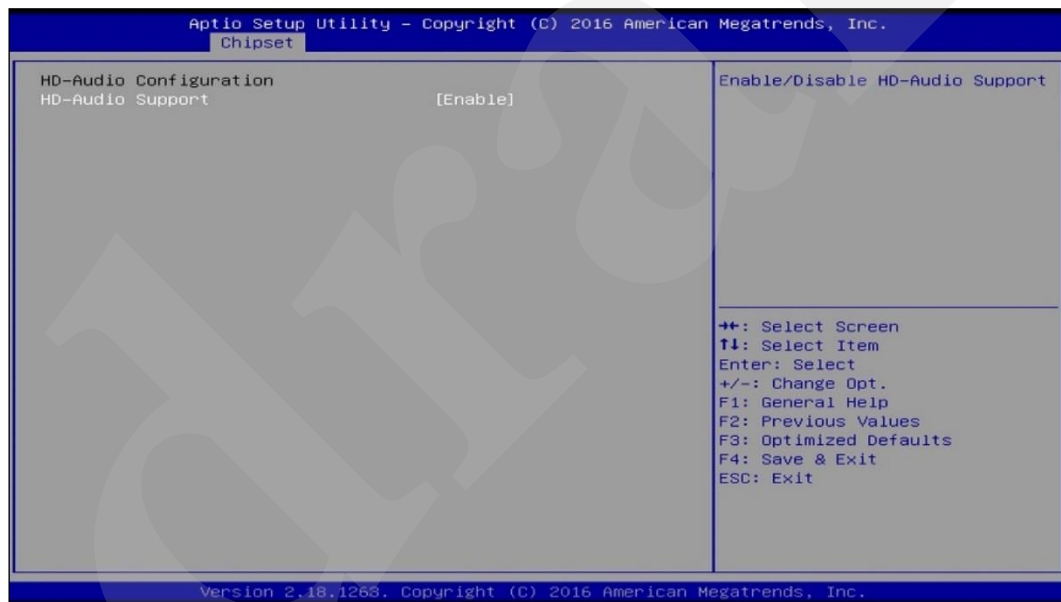 Aptio Setup Utility – Copyright (C) 2016 American Megatrends, Inc.
Chipset
HD-Audio Configuration
HD-Audio Support [Enable]
Enable/Disable HD-Audio Support
→←: Select Screen
↑↓: Select Item
Enter: Select
+/-: Change Opt.
F1: General Help
F2: Previous Values
F3: Optimized Defaults
F4: Save & Exit
ESC: Exit
Version 2.18.1263. Copyright (C) 2016 American Megatrends, Inc.